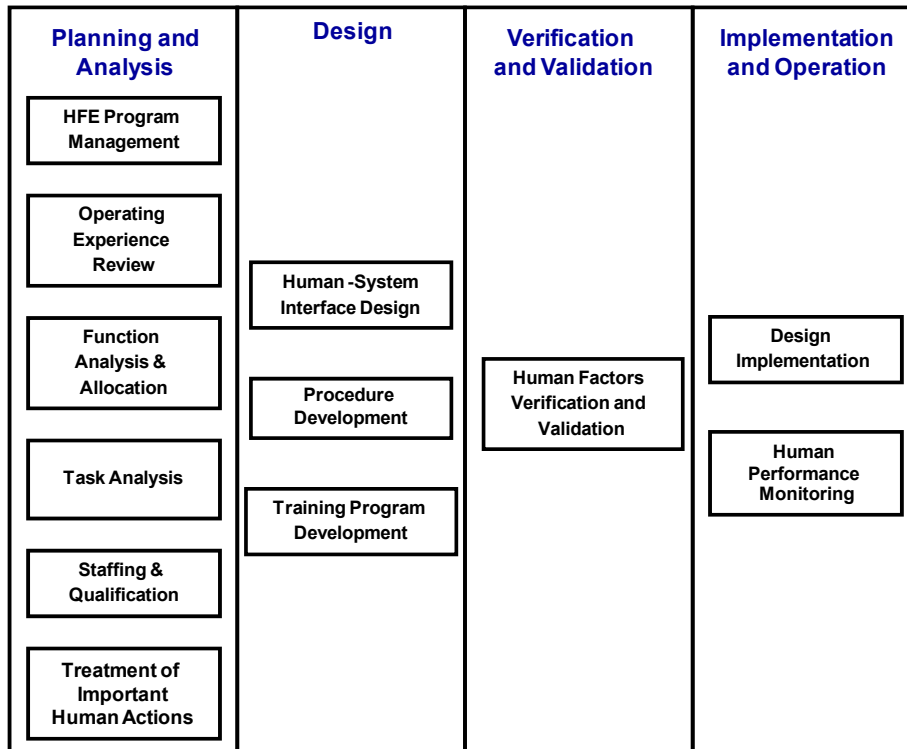 Planning and
Analysis
HFE Program
Management
Operating
Experience
Review
Function
Analysis &
Allocation
Task Analysis
Staffing &
Qualification
Treatment of
Important
Human Actions
Design
Human -System
Interface Design
Procedure
Development
Training Program
Development
Verification
and Validation
Human Factors
Verification and
Validation
Implementation
and Operation
Design
Implementation
Human
Performance
Monitoring